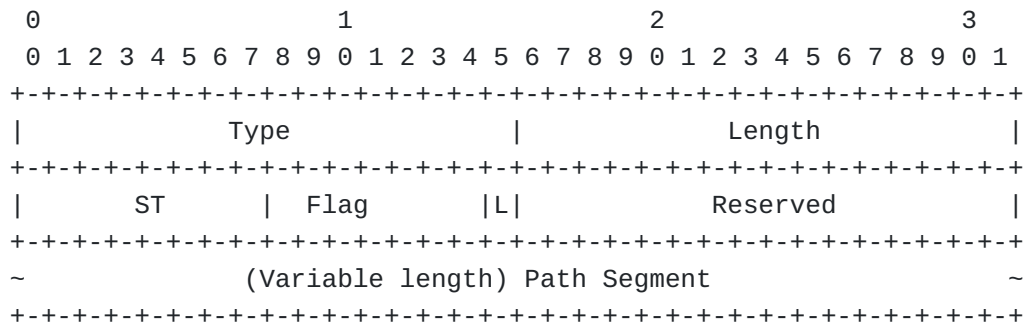 0                   1                   2                   3
 0 1 2 3 4 5 6 7 8 9 0 1 2 3 4 5 6 7 8 9 0 1 2 3 4 5 6 7 8 9 0 1
+-+-+-+-+-+-+-+-+-+-+-+-+-+-+-+-+-+-+-+-+-+-+-+-+-+-+-+-+-+-+-+-+
|             Type              |             Length            |
+-+-+-+-+-+-+-+-+-+-+-+-+-+-+-+-+-+-+-+-+-+-+-+-+-+-+-+-+-+-+-+-+
|       ST      |  Flag       |L|            Reserved           |
+-+-+-+-+-+-+-+-+-+-+-+-+-+-+-+-+-+-+-+-+-+-+-+-+-+-+-+-+-+-+-+-+
~              (Variable length) Path Segment                   ~
+-+-+-+-+-+-+-+-+-+-+-+-+-+-+-+-+-+-+-+-+-+-+-+-+-+-+-+-+-+-+-+-+